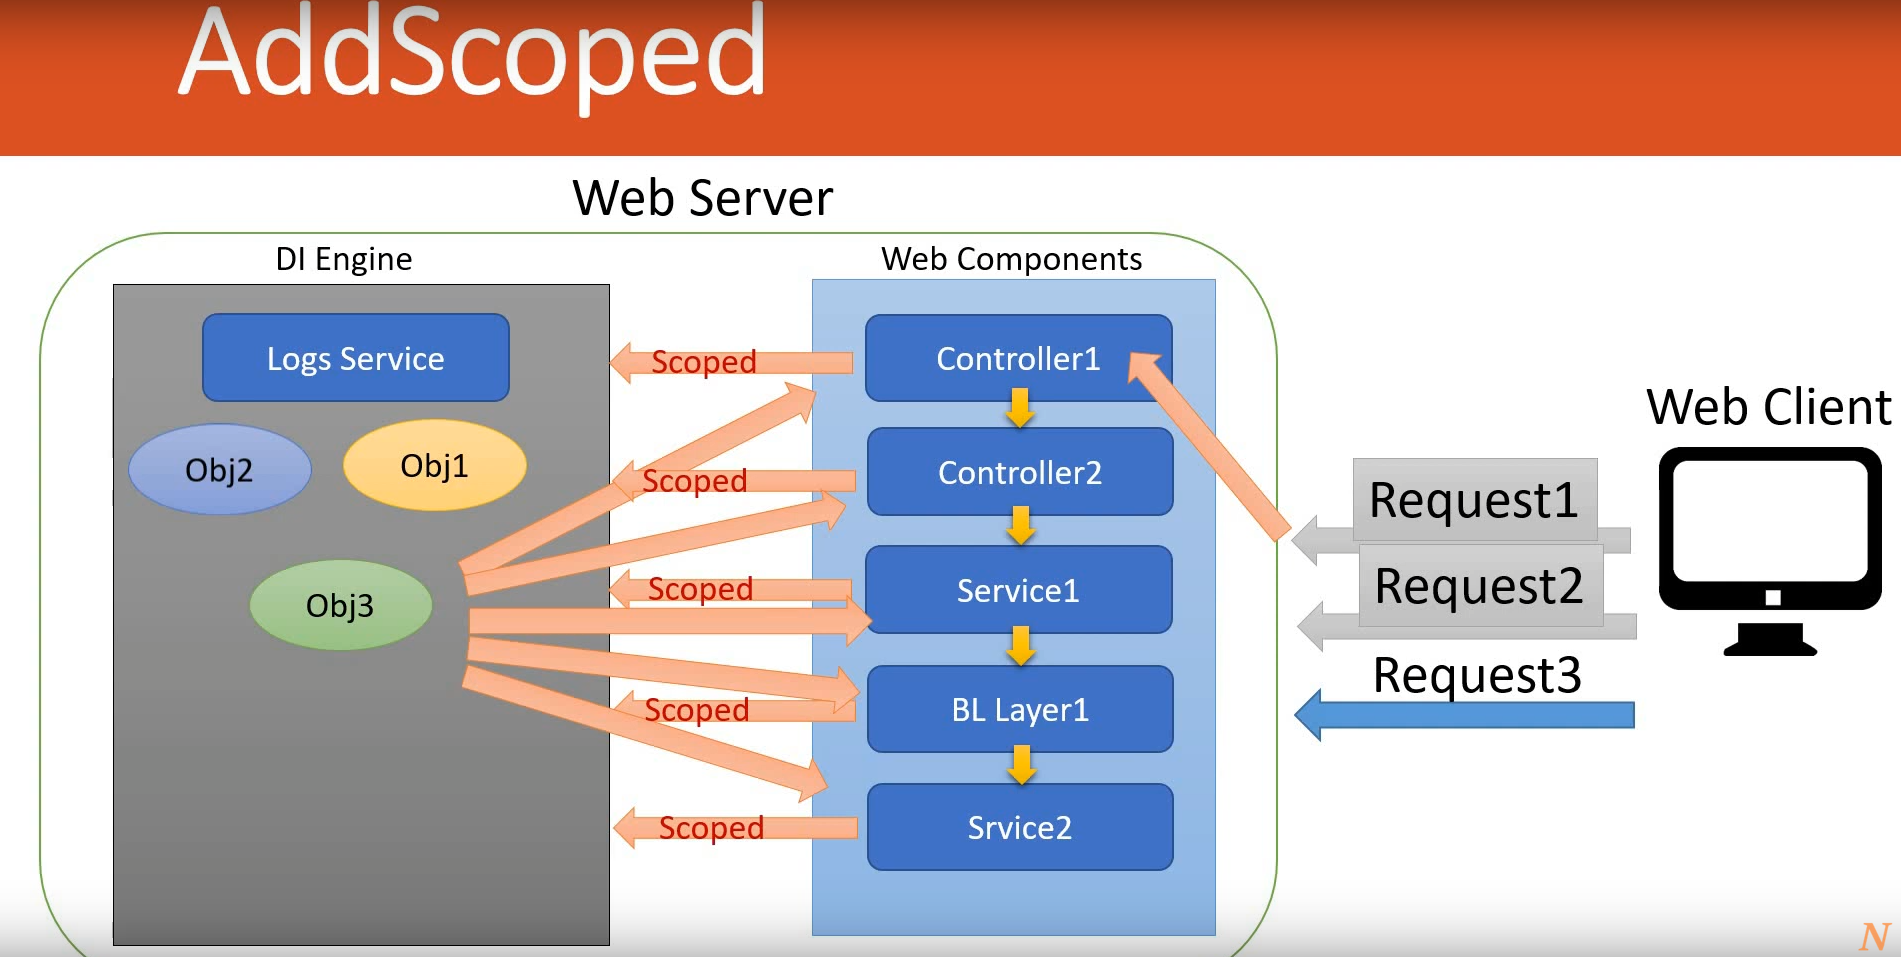 AddScoped
Web Server
DI Engine
Web Components
Logs Service
Scoped
Controller1
Web Client
Obj2
Obj1
Scoped
Controller2
Request1
Obj3
Scoped
Service1
Request2
Request3
Scoped
BL Layer1
Scoped
Srvice2
N